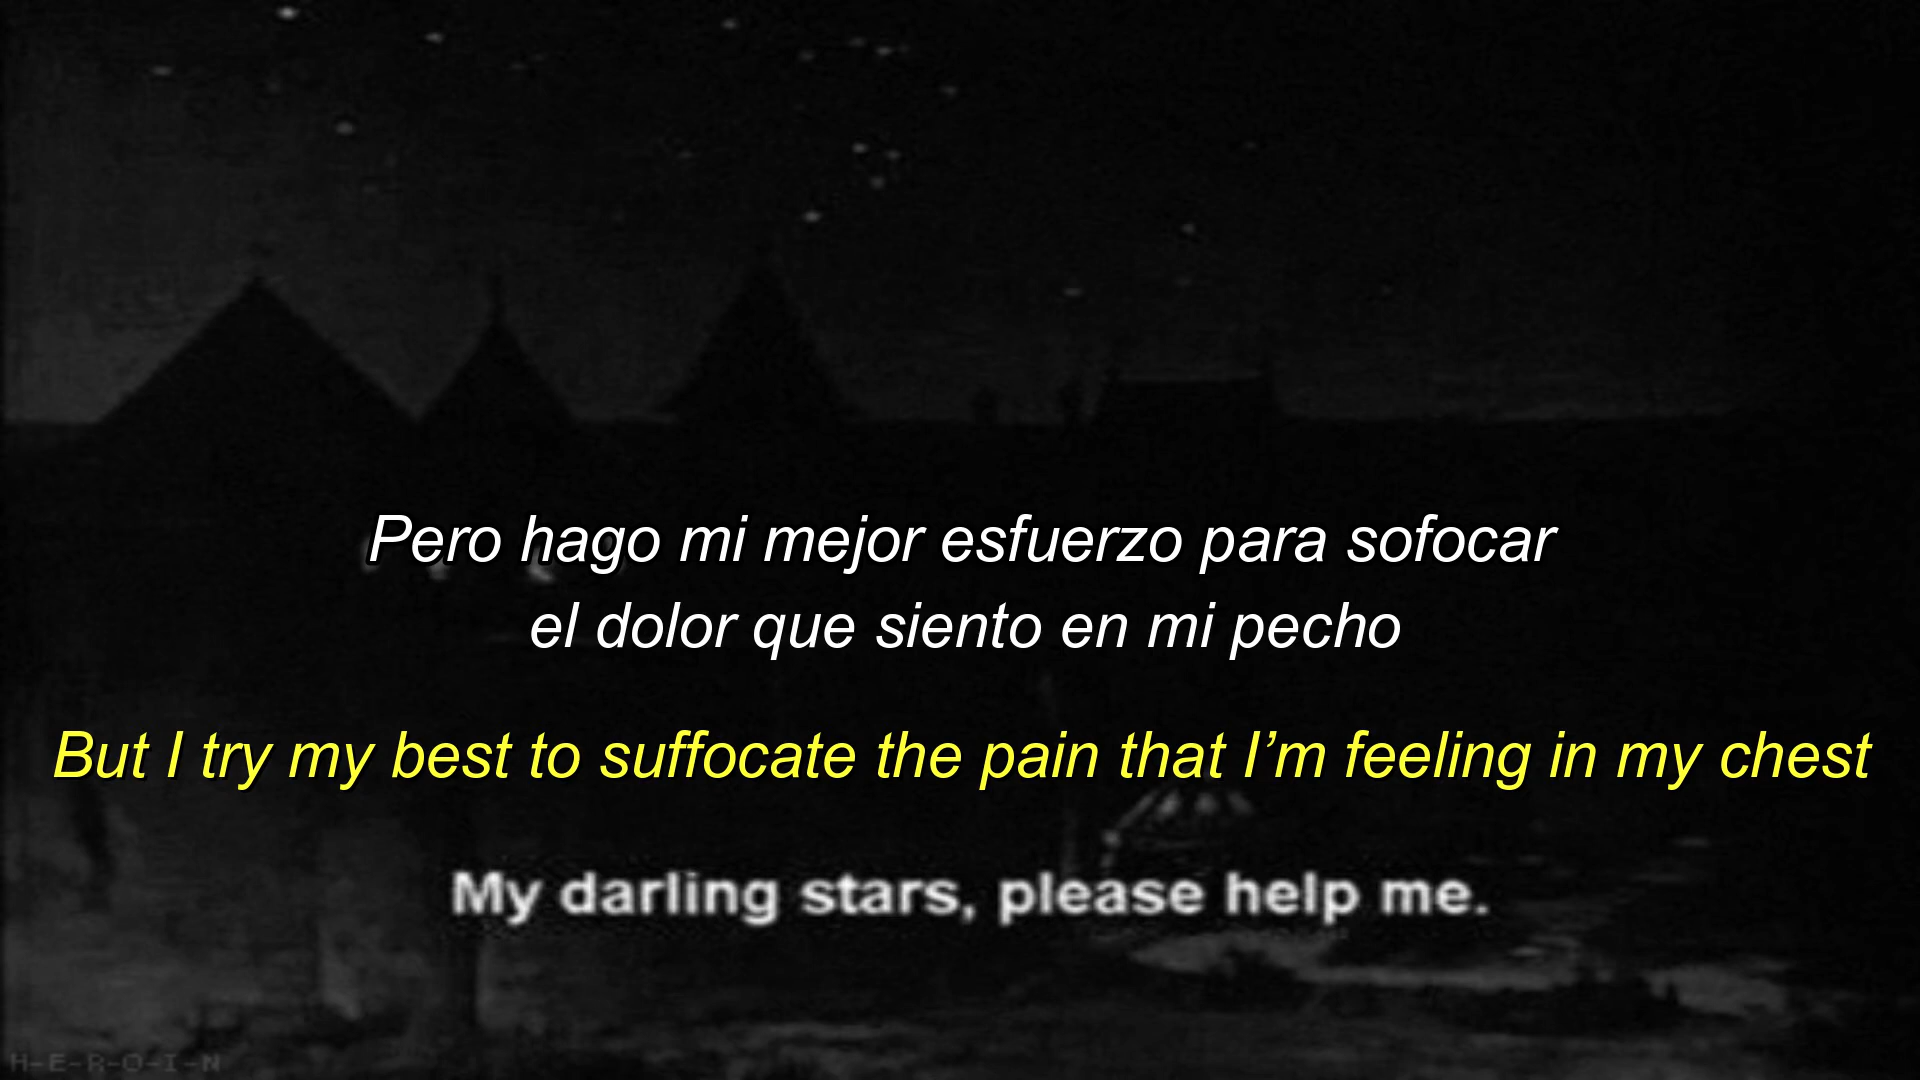 Pero hago mi mejor esfuerzo para sofocar
el dolor que siento en mi pecho
But I try my best to suffocate the pain that I’m feeling in my chest
My darling stars, please help me.
H-E-R-O-I-N